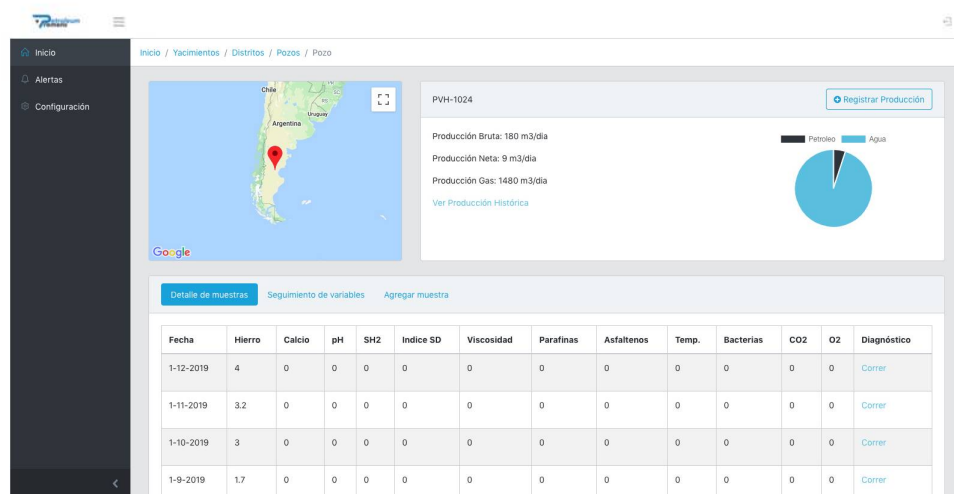 Petroleum
Inicio
Alertas
Configuración
Inicio / Yacimientos / Distritos / Pozos / Pozo
Chile
Argentina
Uruguay
RS
SC
Google
PVH-1024
Registrar Producción
Producción Bruta: 180 m3/dia
Producción Neta: 9 m3/dia
Producción Gas: 1480 m3/dia
Ver Producción Histórica
Petroleo Agua
Detalle de muestras Seguimiento de variables Agregar muestra
Fecha Hierro Calcio pH SH2 Indice SD Viscosidad Parafinas Asfaltenos Temp. Bacterias CO2 O2 Diagnóstico
1-12-2019 4 0 0 0 0 0 0 0 0 0 0 0 Correr
1-11-2019 3.2 0 0 0 0 0 0 0 0 0 0 0 Correr
1-10-2019 3 0 0 0 0 0 0 0 0 0 0 0 Correr
1-9-2019 1.7 0 0 0 0 0 0 0 0 0 0 0 Correr